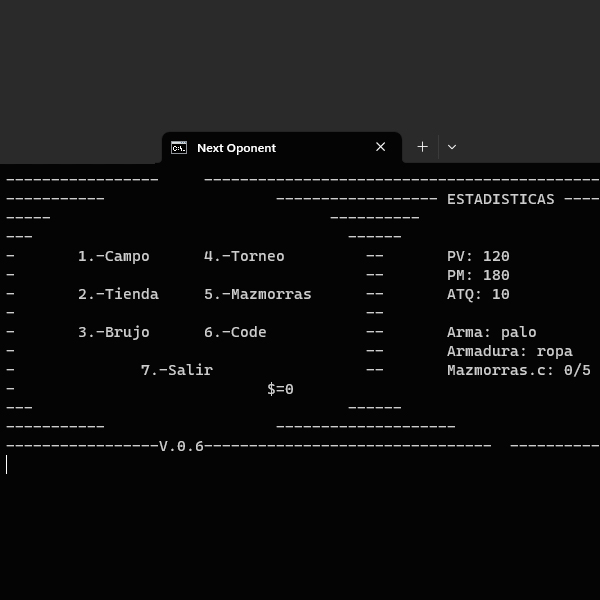 Next Oponent
-----------------     --------------------------------------------
-----------                   ------------------ ESTADISTICAS ----
-----                               ----------
---                                   ------
-       1.-Campo      4.-Torneo         --       PV: 120
-                                       --       PM: 180
-       2.-Tienda     5.-Mazmorras      --       ATQ: 10
-                                       --
-       3.-Brujo      6.-Code           --       Arma: palo
-                                       --       Armadura: ropa
-              7.-Salir                 --       Mazmorras.c: 0/5
-                            $=0
---                                   ------
-----------                   --------------------
-----------------V.0.6--------------------------------  ----------